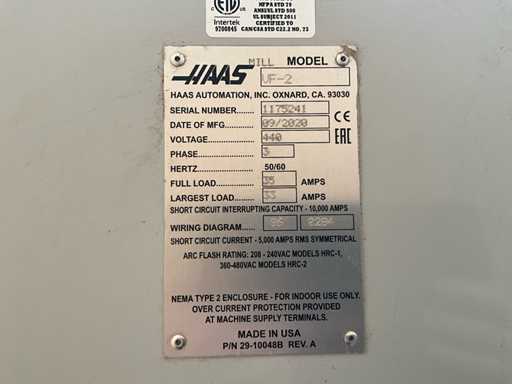 NFPA STD 79
ANSI/UL STD 508
UL SUBJECT 2011
CERTIFIED TO
CAN/CSA STD C22.2 NO. 73
ETL
Intertek
9700845
MILL MODEL
HAAS VF-2
HAAS AUTOMATION, INC. OXNARD, CA. 93030
SERIAL NUMBER 1175241
DATE OF MFG 09/2020
VOLTAGE 440
PHASE 3
HERTZ 50/60
FULL LOAD 35 AMPS
LARGEST LOAD 33 AMPS
CE
EAC
SHORT CIRCUIT INTERRUPTING CAPACITY - 10,000 AMPS
WIRING DIAGRAM 96
SHORT CIRCUIT CURRENT - 5,000 AMPS RMS SYMMETRICAL
ARC FLASH RATING: 208 - 240VAC MODELS HRC-1,
360-480VAC MODELS HRC-2
NEMA TYPE 2 ENCLOSURE - FOR INDOOR USE ONLY.
OVER CURRENT PROTECTION PROVIDED
AT MACHINE SUPPLY TERMINALS.
MADE IN USA
P/N 29-10048B REV. A